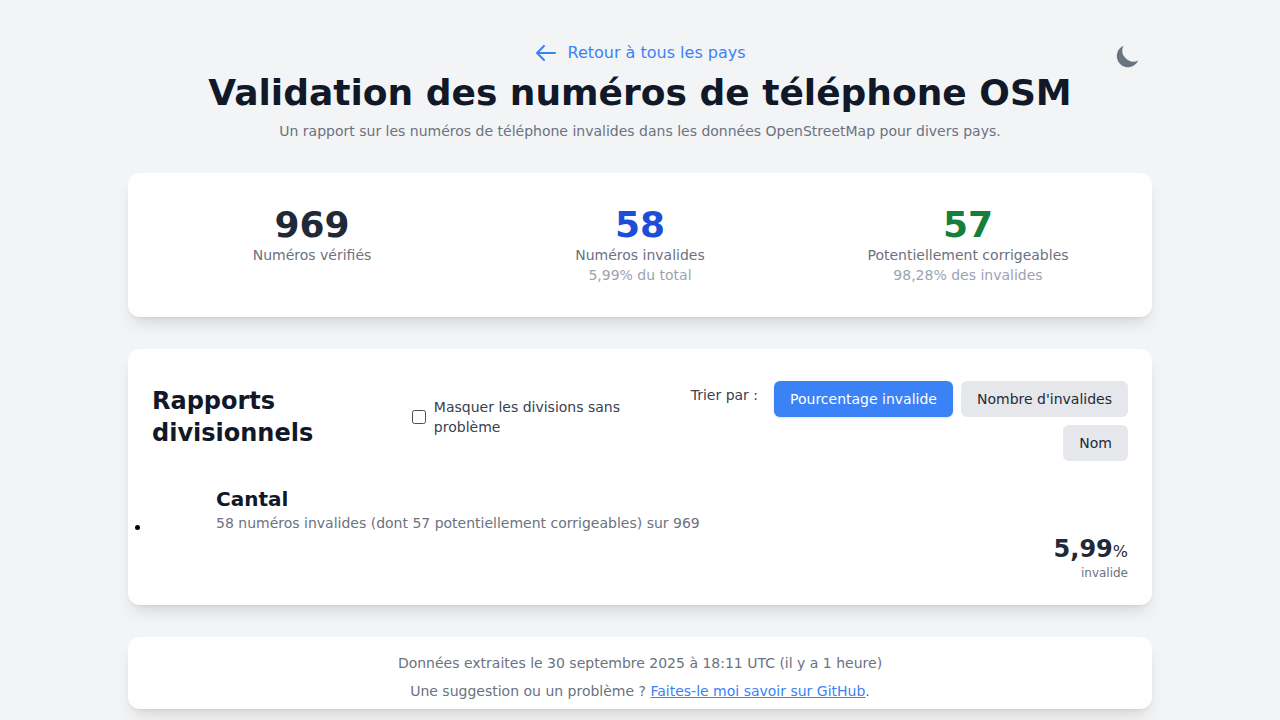 Retour à tous les pays
Validation des numéros de téléphone OSM
Un rapport sur les numéros de téléphone invalides dans les données OpenStreetMap pour divers pays.
969
Numéros vérifiés
58
Numéros invalides
5,99% du total
57
Potentiellement corrigeables
98,28% des invalides
Rapports
divisionnels
Masquer les divisions sans
problème
Trier par :
Pourcentage invalide
Nombre d'invalides
Nom
Cantal
58 numéros invalides (dont 57 potentiellement corrigeables) sur 969
5,99%
invalide
Données extraites le 30 septembre 2025 à 18:11 UTC (il y a 1 heure)
Une suggestion ou un problème ? Faites-le moi savoir sur GitHub.